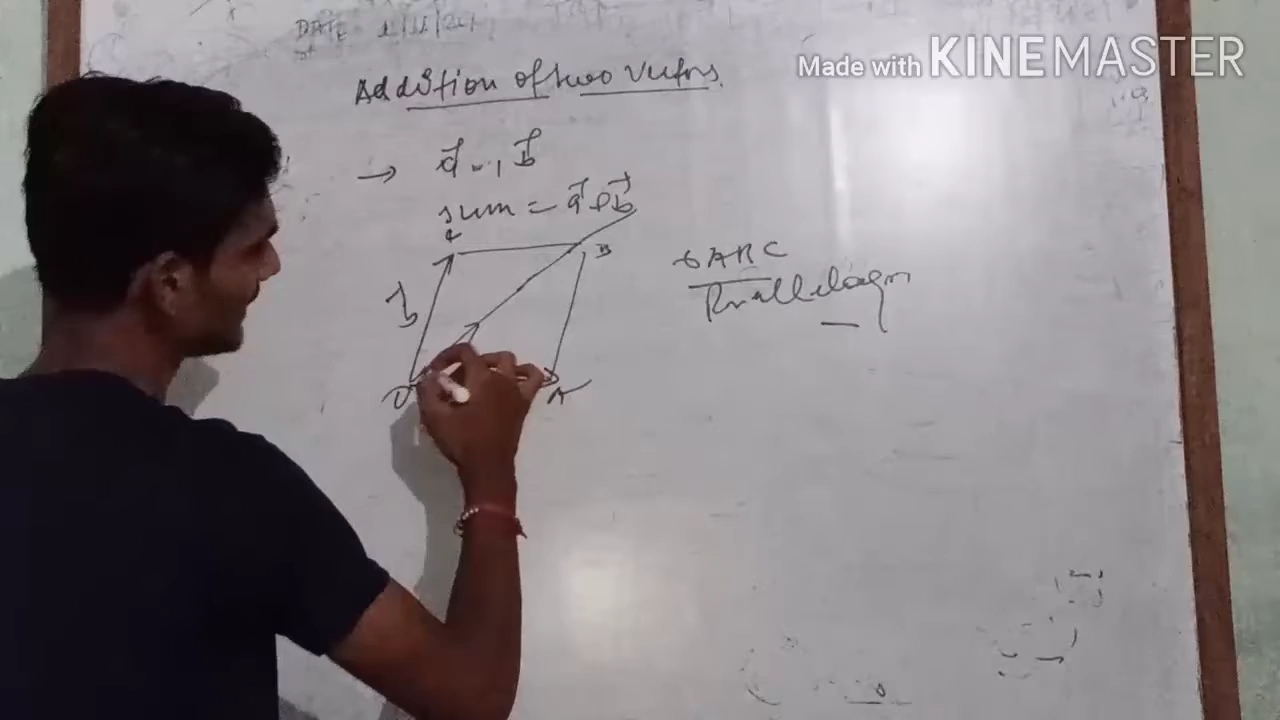 Made with KINEMASTER
DATE
Addition of two vectors.
→ a⃗ , b⃗
sum = a⃗ + b⃗
C
B
OABC
b⃗
Parallelogram
O
A